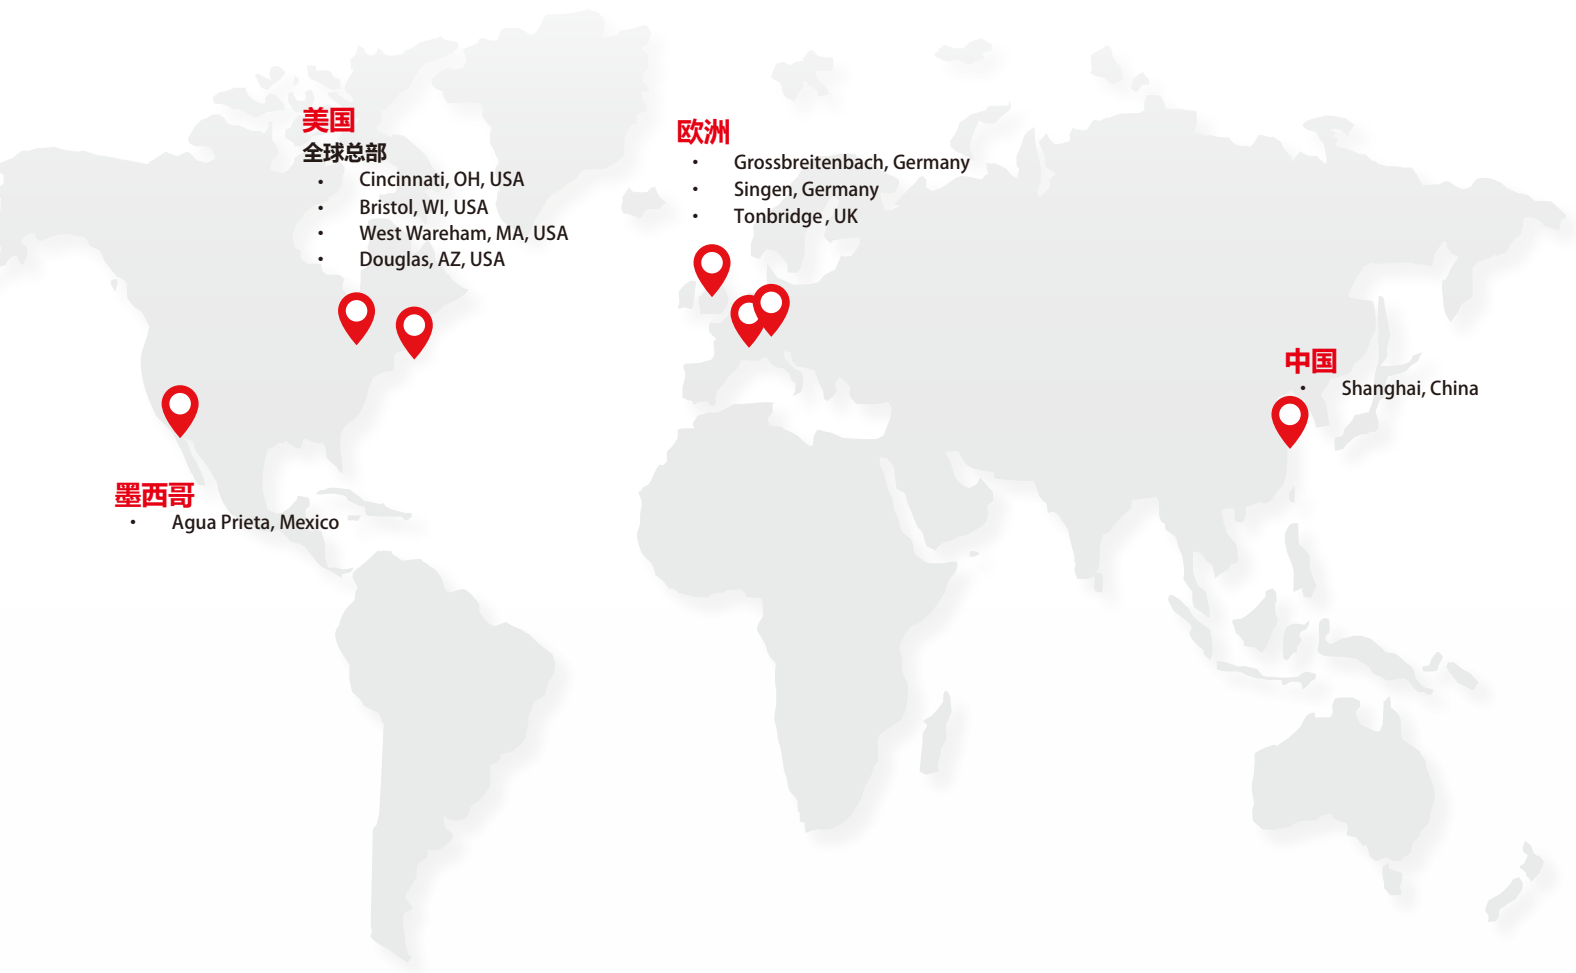 美国
全球总部
• Cincinnati, OH, USA
• Bristol, WI, USA
• West Wareham, MA, USA
• Douglas, AZ, USA
欧洲
• Grossbreitenbach, Germany
• Singen, Germany
• Tonbridge, UK
中国
• Shanghai, China
墨西哥
• Agua Prieta, Mexico